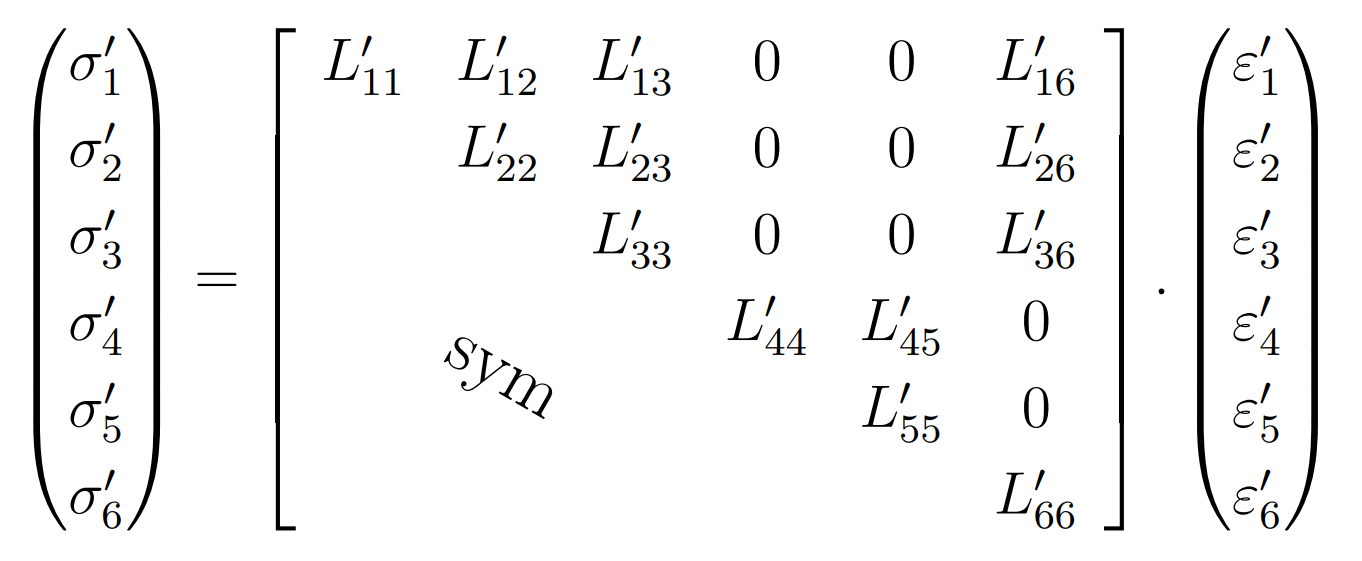 σ′₁ L′₁₁ L′₁₂ L′₁₃ 0 0 L′₁₆ ε′₁
σ′₂ L′₂₂ L′₂₃ 0 0 L′₂₆ ε′₂
σ′₃ L′₃₃ 0 0 L′₃₆ ε′₃
= .
σ′₄ L′₄₄ L′₄₅ 0 ε′₄
sym
σ′₅ L′₅₅ 0 ε′₅
σ′₆ L′₆₆ ε′₆